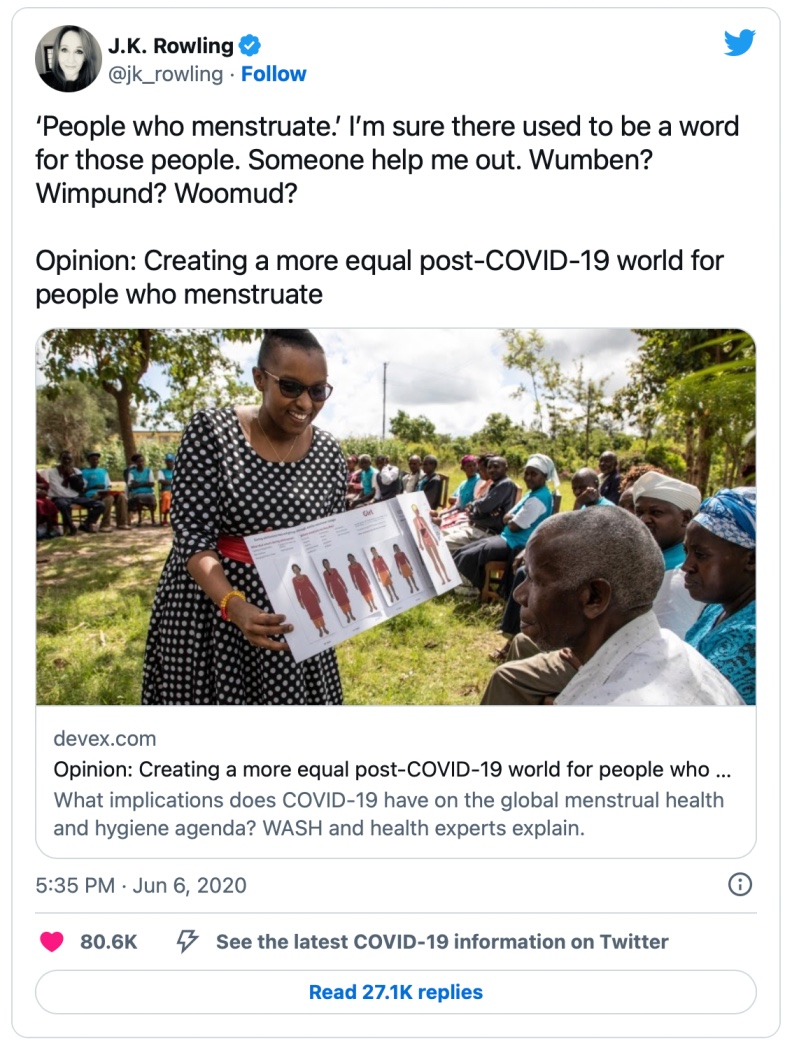 J.K. Rowling
@jk_rowling · Follow
‘People who menstruate.’ I’m sure there used to be a word
for those people. Someone help me out. Wumben?
Wimpund? Woomud?
Opinion: Creating a more equal post-COVID-19 world for
people who menstruate
Girl
devex.com
Opinion: Creating a more equal post-COVID-19 world for people who ...
What implications does COVID-19 have on the global menstrual health
and hygiene agenda? WASH and health experts explain.
5:35 PM · Jun 6, 2020
80.6K
See the latest COVID-19 information on Twitter
Read 27.1K replies